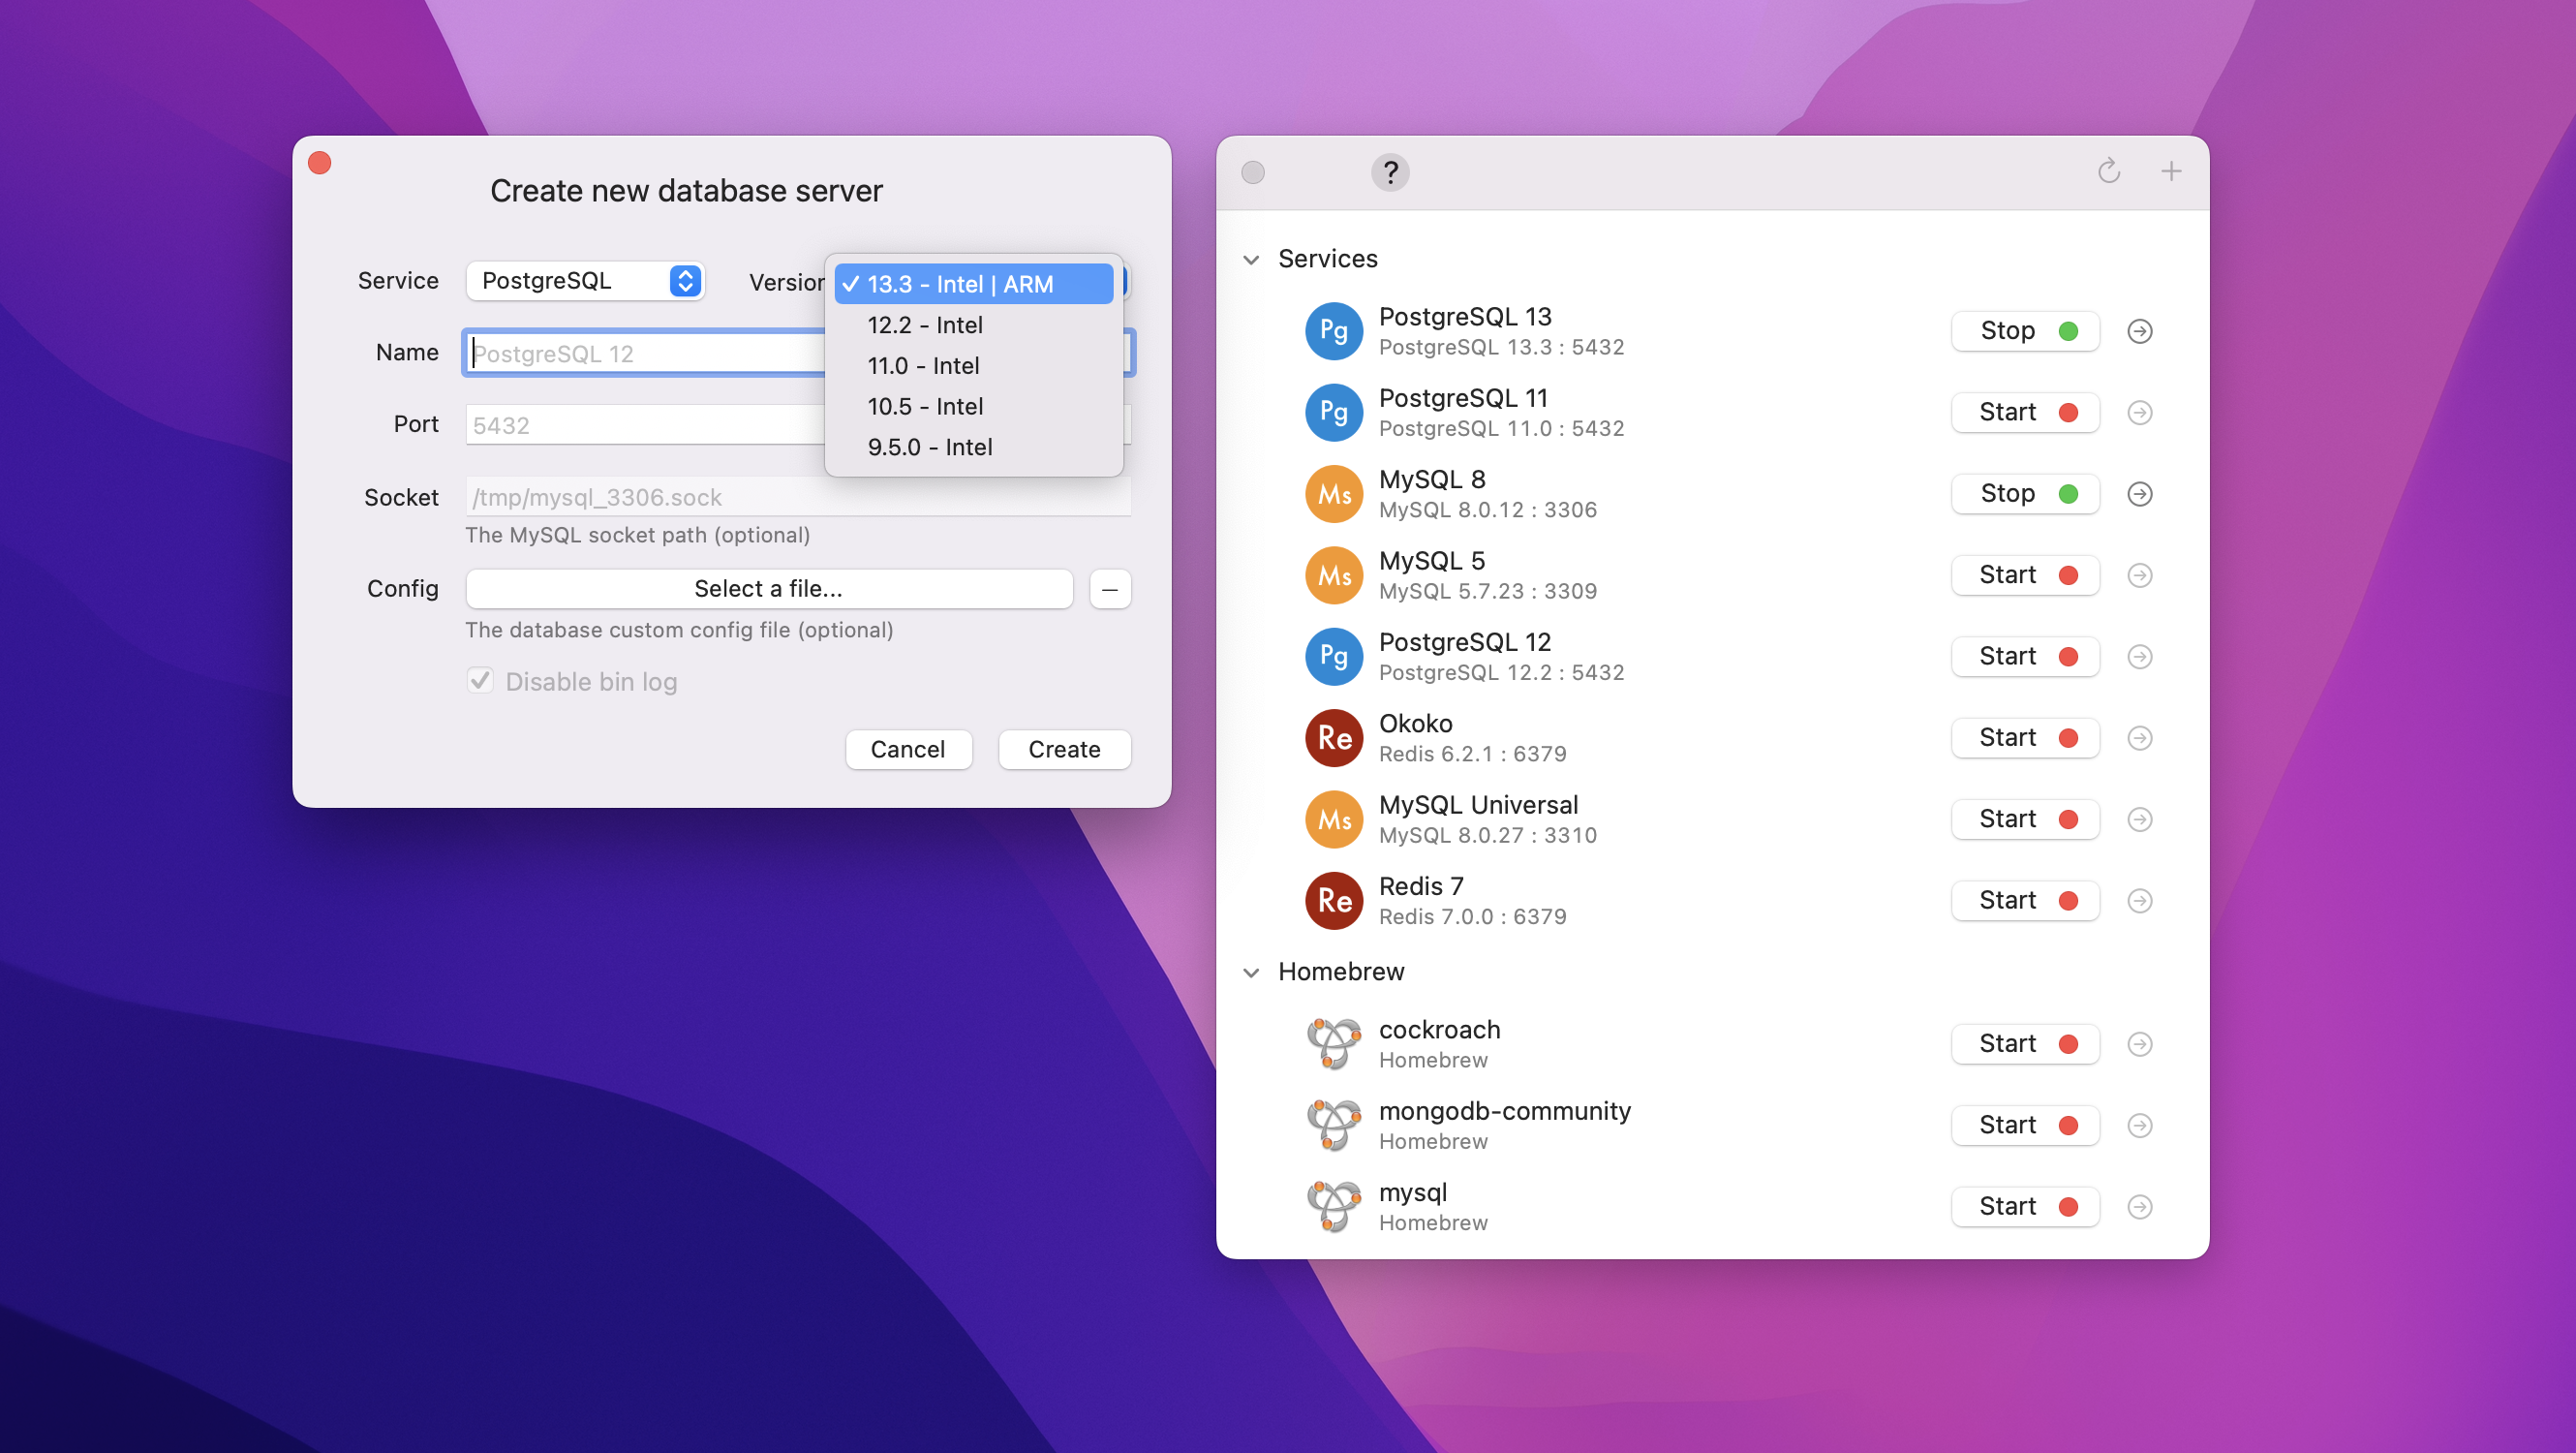 Create new database server
Service PostgreSQL Version
13.3 - Intel | ARM
12.2 - Intel
11.0 - Intel
10.5 - Intel
9.5.0 - Intel
Name PostgreSQL 12
Port 5432
Socket /tmp/mysql_3306.sock
The MySQL socket path (optional)
Config Select a file...
The database custom config file (optional)
Disable bin log
Cancel Create
?
Services
Pg PostgreSQL 13 Stop
PostgreSQL 13.3 : 5432
Pg PostgreSQL 11 Start
PostgreSQL 11.0 : 5432
Ms MySQL 8 Stop
MySQL 8.0.12 : 3306
Ms MySQL 5 Start
MySQL 5.7.23 : 3309
Pg PostgreSQL 12 Start
PostgreSQL 12.2 : 5432
Re Okoko Start
Redis 6.2.1 : 6379
Ms MySQL Universal Start
MySQL 8.0.27 : 3310
Re Redis 7 Start
Redis 7.0.0 : 6379
Homebrew
cockroach Start
Homebrew
mongodb-community Start
Homebrew
mysql Start
Homebrew